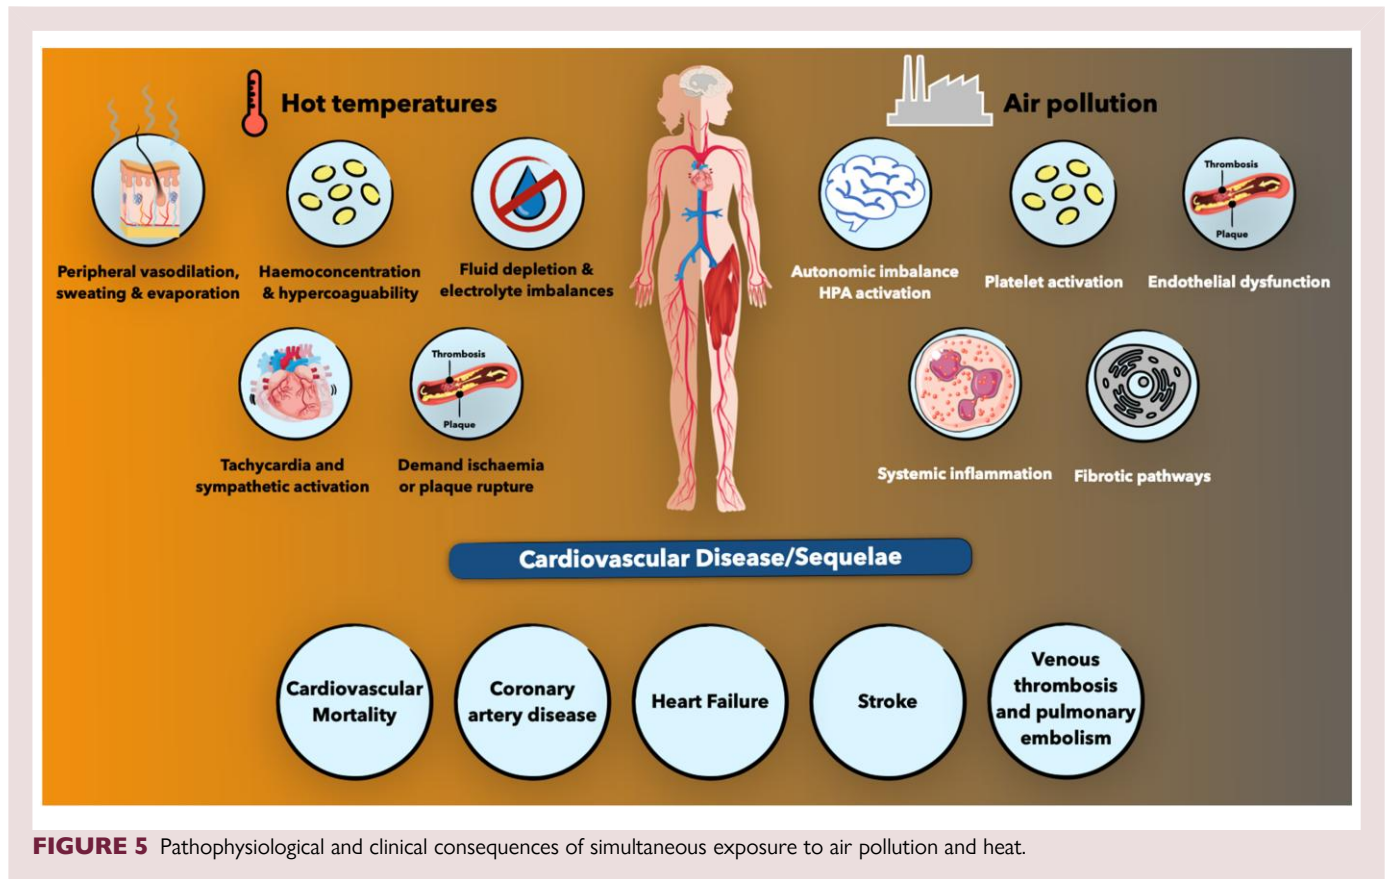 Hot temperatures
Air pollution
Thrombosis
Plaque
Peripheral vasodilation,
sweating & evaporation
Haemoconcentration
& hypercoaguability
Fluid depletion &
electrolyte imbalances
Autonomic imbalance
HPA activation
Platelet activation
Endothelial dysfunction
Thrombosis
Plaque
Tachycardia and
sympathetic activation
Demand ischaemia
or plaque rupture
Systemic inflammation
Fibrotic pathways
Cardiovascular Disease/Sequelae
Cardiovascular
Mortality
Coronary
artery disease
Heart Failure
Stroke
Venous
thrombosis
and pulmonary
embolism
FIGURE 5 Pathophysiological and clinical consequences of simultaneous exposure to air pollution and heat.